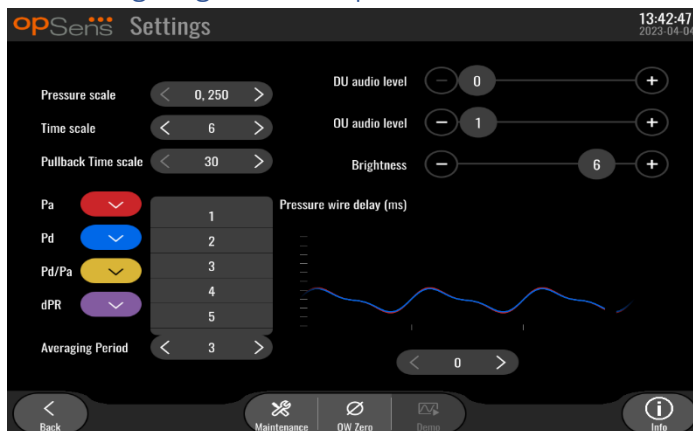 opSens Settings
13:42:47
2023-04-04
Pressure scale 0, 250
Time scale 6
Pullback Time scale 30
DU audio level 0
OU audio level 1
Brightness 6
Pa
Pd
Pd/Pa
dPR
1
2
3
4
5
Averaging Period 3
Pressure wire delay (ms)
0
Back
Maintenance
OW Zero
Demo
Info